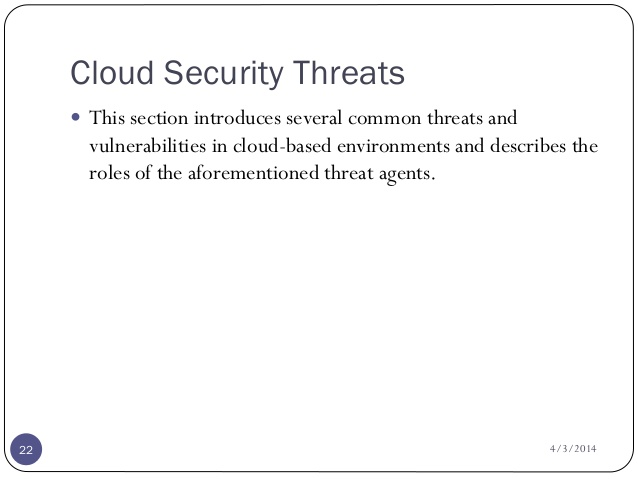 Cloud Security Threats
• This section introduces several common threats and
vulnerabilities in cloud-based environments and describes the
roles of the aforementioned threat agents.
22
4/3/2014